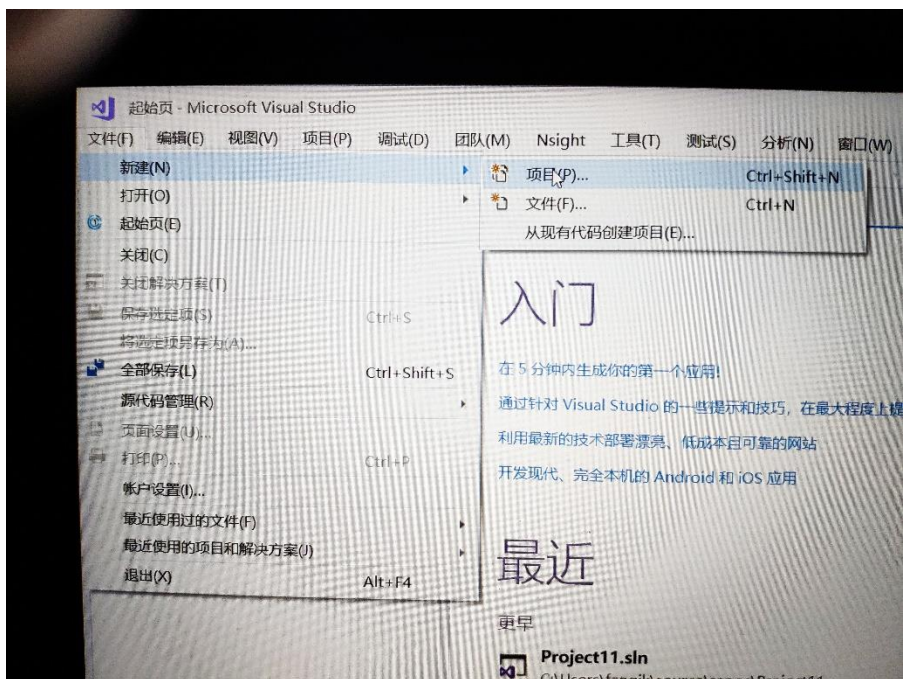 起始页 - Microsoft Visual Studio
文件(F) 编辑(E) 视图(V) 项目(P) 调试(D) 团队(M) Nsight 工具(T) 测试(S) 分析(N) 窗口(W)
新建(N)
打开(O)
起始页(E)
关闭(C)
关闭解决方案(T)
保存选定项(S) Ctrl+S
将选定项另存为(A)...
全部保存(L) Ctrl+Shift+S
源代码管理(R)
页面设置(U)...
打印(P)... Ctrl+P
帐户设置(I)...
最近使用过的文件(F)
最近使用的项目和解决方案(J)
退出(X) Alt+F4
项目(P)... Ctrl+Shift+N
文件(F)... Ctrl+N
从现有代码创建项目(E)...
入门
在 5 分钟内生成你的第一个应用!
通过针对 Visual Studio 的一些提示和技巧，在最大程度上提
利用最新的技术部署漂亮、低成本且可靠的网站
开发现代、完全本机的 Android 和 iOS 应用
最近
更早
Project11.sln